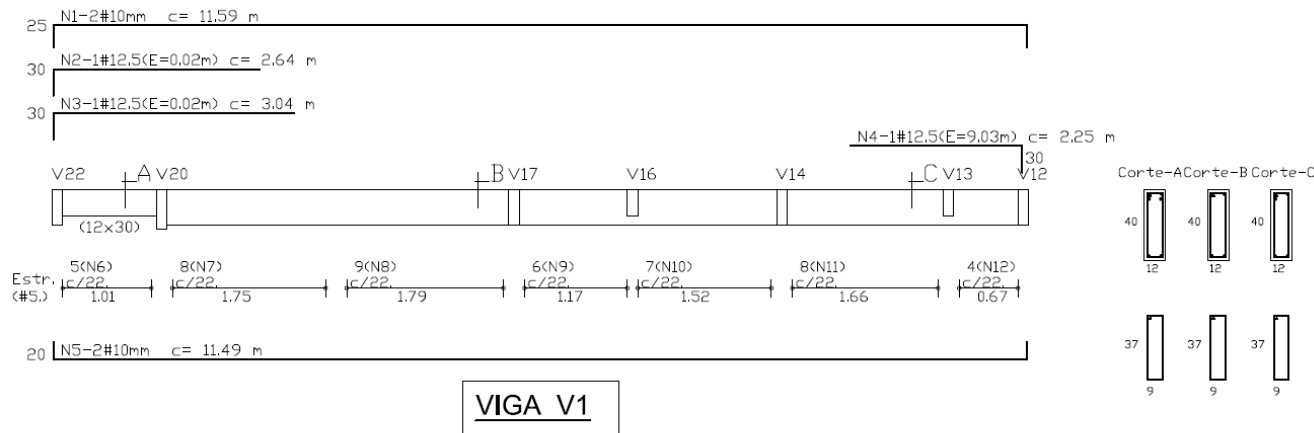 25 N1-2#10mm c= 11.59 m
30 N2-1#12.5(E=0.02m) c= 2.64 m
30 N3-1#12.5(E=0.02m) c= 3.04 m
N4-1#12.5(E=9.03m) c= 2.25 m
30
V22 A V20 B V17 V16 V14 C V13 V12
(12x30)
Corte-A Corte-B Corte-C
40 40 40
12 12 12
5(N6) 8(N7) 9(N8) 6(N9) 7(N10) 8(N11) 4(N12)
Estr. c/22. c/22. c/22. c/22. c/22. c/22. c/22.
(#5.) 1.01 1.75 1.79 1.17 1.52 1.66 0.67
37 37 37
9 9 9
20 N5-2#10mm c= 11.49 m
VIGA V1